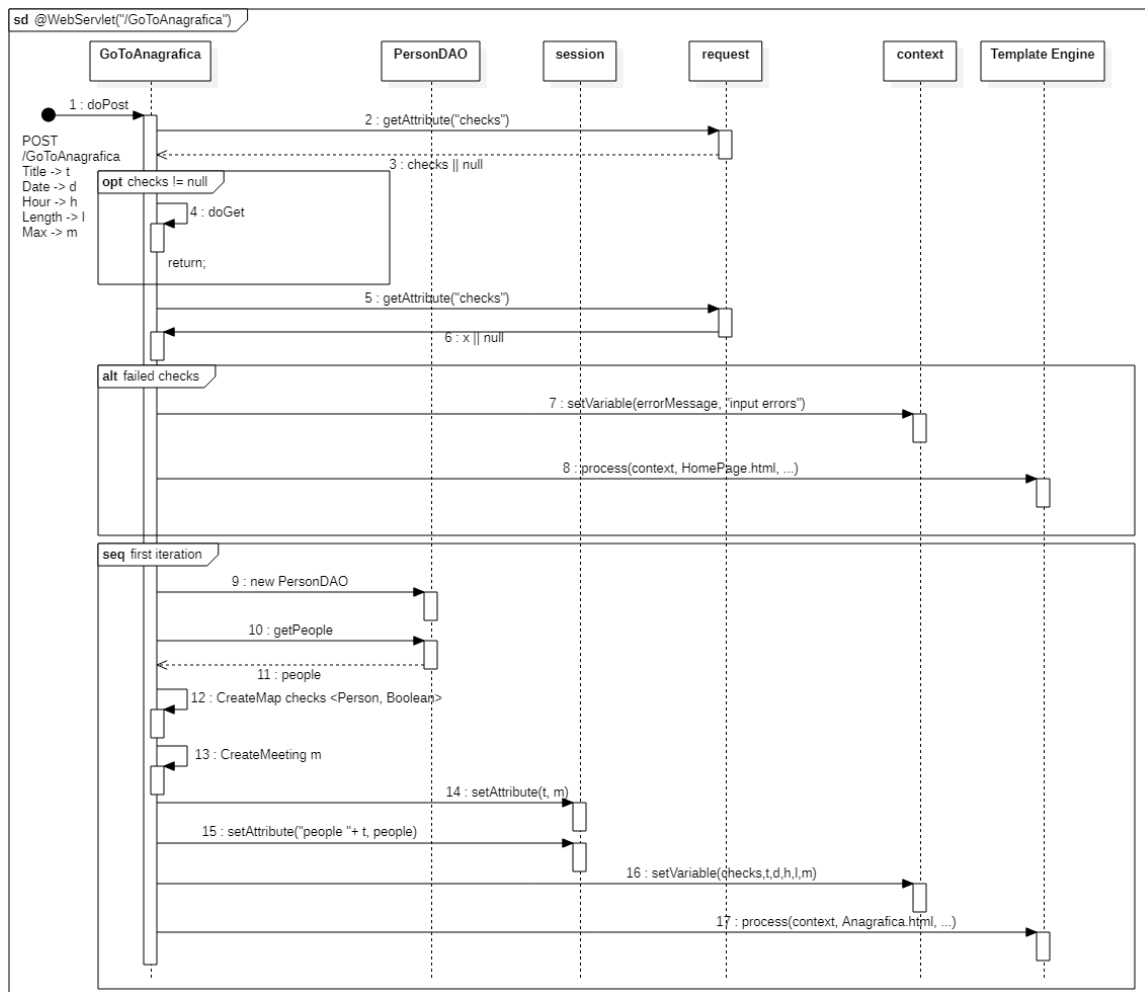 sd @WebServlet("/GoToAnagrafica")
GoToAnagrafica
PersonDAO
session
request
context
Template Engine
1 : doPost
POST
/GoToAnagrafica
Title -> t
Date -> d
Hour -> h
Length -> l
Max -> m
2 : getAttribute("checks")
3 : checks || null
opt checks != null
4 : doGet
return;
5 : getAttribute("checks")
6 : x || null
alt failed checks
7 : setVariable(errorMessage, "input errors")
8 : process(context, HomePage.html, ...)
seq first iteration
9 : new PersonDAO
10 : getPeople
11 : people
12 : CreateMap checks <Person, Boolean>
13 : CreateMeeting m
14 : setAttribute(t, m)
15 : setAttribute("people "+ t, people)
16 : setVariable(checks,t,d,h,l,m)
17 : process(context, Anagrafica.html, ...)